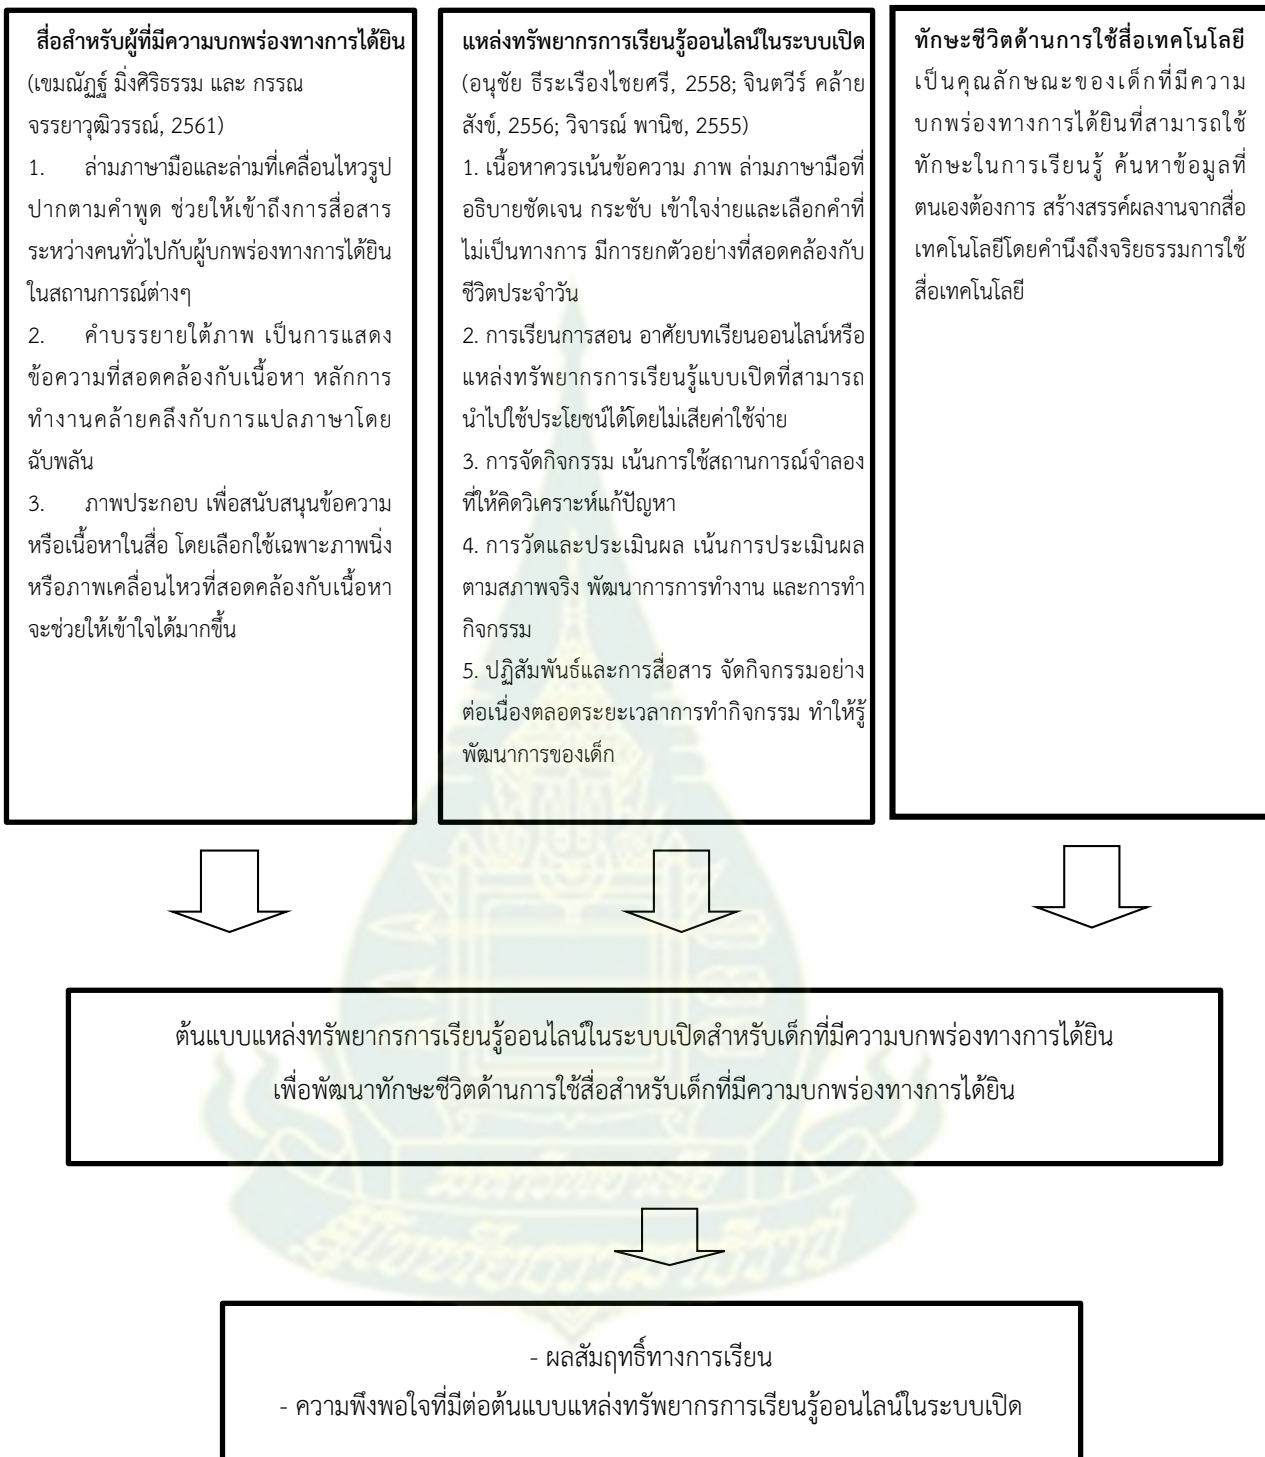 สื่อสำหรับผู้ที่มีความบกพร่องทางการได้ยิน
(เขมณัฏฐ์ มิ่งศิริธรรม และ กรรณ
จรรยาวุฒิวรรณ์, 2561)
1. ล่ามภาษามือและล่ามที่เคลื่อนไหวรูป
ปากตามคำพูด ช่วยให้เข้าถึงการสื่อสาร
ระหว่างคนทั่วไปกับผู้บกพร่องทางการได้ยิน
ในสถานการณ์ต่างๆ
2. คำบรรยายใต้ภาพ เป็นการแสดง
ข้อความที่สอดคล้องกับเนื้อหา หลักการ
ทำงานคล้ายคลึงกับการแปลภาษาโดย
ฉับพลัน
3. ภาพประกอบ เพื่อสนับสนุนข้อความ
หรือเนื้อหาในสื่อ โดยเลือกใช้เฉพาะภาพนิ่ง
หรือภาพเคลื่อนไหวที่สอดคล้องกับเนื้อหา
จะช่วยให้เข้าใจได้มากขึ้น
แหล่งทรัพยากรการเรียนรู้ออนไลน์ในระบบเปิด
(อนุชัย ธีระเรืองไชยศรี, 2558; จินตวีร์ คล้าย
สังข์, 2556; วิจารณ์ พานิช, 2555)
1. เนื้อหาควรเน้นข้อความ ภาพ ล่ามภาษามือที่
อธิบายชัดเจน กระชับ เข้าใจง่ายและเลือกคำที่
ไม่เป็นทางการ มีการยกตัวอย่างที่สอดคล้องกับ
ชีวิตประจำวัน
2. การเรียนการสอน อาศัยบทเรียนออนไลน์หรือ
แหล่งทรัพยากรการเรียนรู้แบบเปิดที่สามารถ
นำไปใช้ประโยชน์ได้โดยไม่เสียค่าใช้จ่าย
3. การจัดกิจกรรม เน้นการใช้สถานการณ์จำลอง
ที่ให้คิดวิเคราะห์แก้ปัญหา
4. การวัดและประเมินผล เน้นการประเมินผล
ตามสภาพจริง พัฒนาการการทำงาน และการทำ
กิจกรรม
5. ปฏิสัมพันธ์และการสื่อสาร จัดกิจกรรมอย่าง
ต่อเนื่องตลอดระยะเวลาการทำกิจกรรม ทำให้รู้
พัฒนาการของเด็ก
ทักษะชีวิตด้านการใช้สื่อเทคโนโลยี
เป็นคุณลักษณะของเด็กที่มีความ
บกพร่องทางการได้ยินที่สามารถใช้
ทักษะในการเรียนรู้ ค้นหาข้อมูลที่
ตนเองต้องการ สร้างสรรค์ผลงานจากสื่อ
เทคโนโลยีโดยคำนึงถึงจริยธรรมการใช้
สื่อเทคโนโลยี
ต้นแบบแหล่งทรัพยากรการเรียนรู้ออนไลน์ในระบบเปิดสำหรับเด็กที่มีความบกพร่องทางการได้ยิน
เพื่อพัฒนาทักษะชีวิตด้านการใช้สื่อสำหรับเด็กที่มีความบกพร่องทางการได้ยิน
มหาวิทยาลัย
สุโขทัยธรรมาธิราช
- ผลสัมฤทธิ์ทางการเรียน
- ความพึงพอใจที่มีต่อต้นแบบแหล่งทรัพยากรการเรียนรู้ออนไลน์ในระบบเปิด